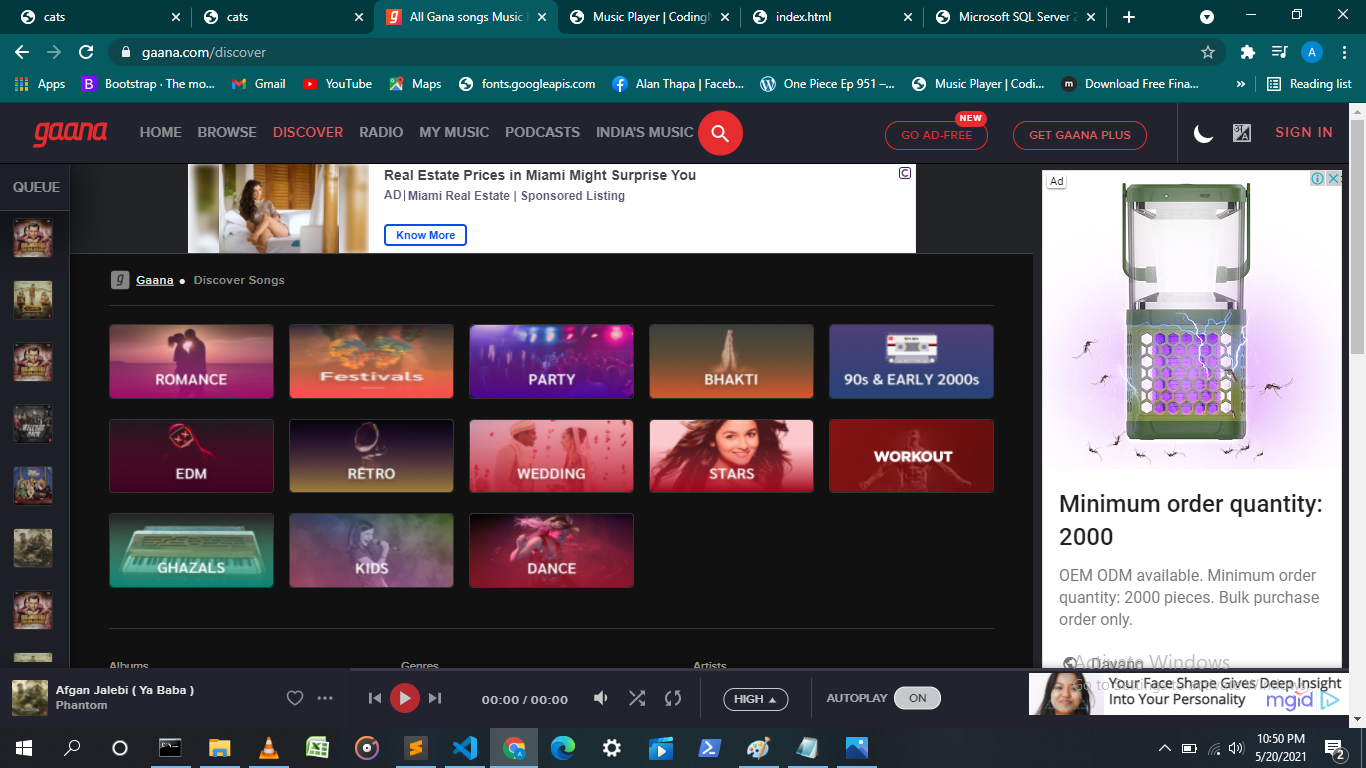 cats
cats
All Gana songs Music
Music Player | Coding
index.html
Microsoft SQL Server
gaana.com/discover
Apps
Bootstrap · The mo...
Gmail
YouTube
Maps
fonts.googleapis.com
Alan Thapa | Faceb...
One Piece Ep 951 –...
Music Player | Codi...
Download Free Fina...
»
Reading list
gaana
HOME
BROWSE
DISCOVER
RADIO
MY MUSIC
PODCASTS
INDIA'S MUSIC
GO AD-FREE
NEW
GET GAANA PLUS
SIGN IN
QUEUE
Real Estate Prices in Miami Might Surprise You
AD| Miami Real Estate | Sponsored Listing
Know More
Gaana
Discover Songs
ROMANCE
Festivals
PARTY
BHAKTI
90s & EARLY 2000s
EDM
RETRO
WEDDING
STARS
WORKOUT
GHAZALS
KIDS
DANCE
Albums
Genres
Artists
Ad
Minimum order quantity:
2000
OEM ODM available. Minimum order
quantity: 2000 pieces. Bulk purchase
order only.
Activate Windows
Go to Settings to activate Windows.
Afgan Jalebi ( Ya Baba )
Phantom
00:00 / 00:00
HIGH
AUTOPLAY
ON
Your Face Shape Gives Deep Insight
Into Your Personality
mgid
10:50 PM
5/20/2021
2